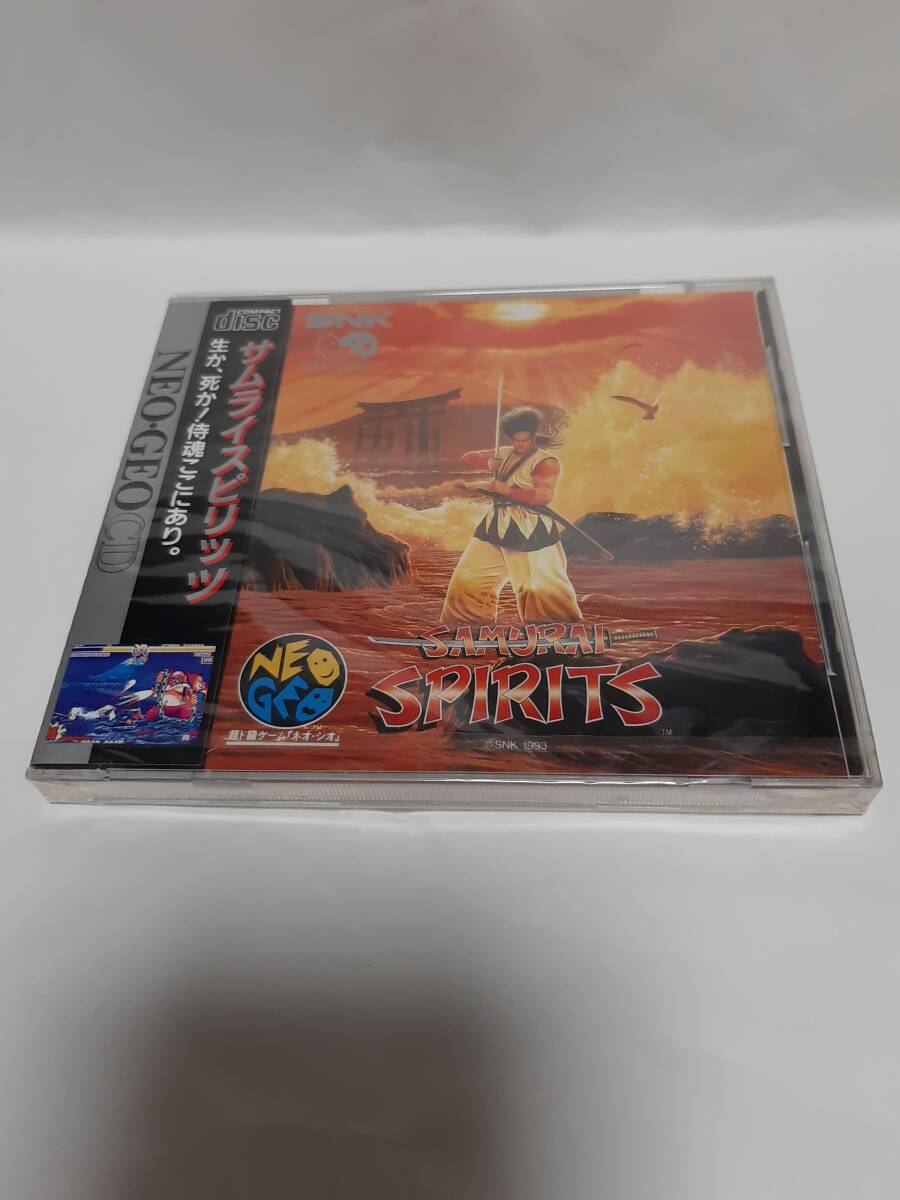 COMPACT
disc
NEO·GEO CD
サムライスピリッツ
生か、死か!侍魂ここにあり。
SNK
NEO
GEO
超ド級ゲーム「ネオ・ジオ」
SAMURAI
SPIRITS
TM
©SNK 1993